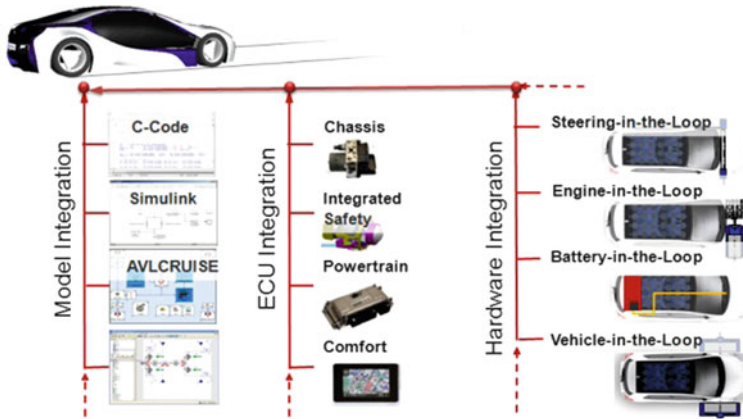 Model Integration
C-Code
Simulink
AVLCRUISE
ECU Integration
Chassis
Integrated
Safety
Powertrain
Comfort
Hardware Integration
Steering-in-the-Loop
Engine-in-the-Loop
Battery-in-the-Loop
Vehicle-in-the-Loop